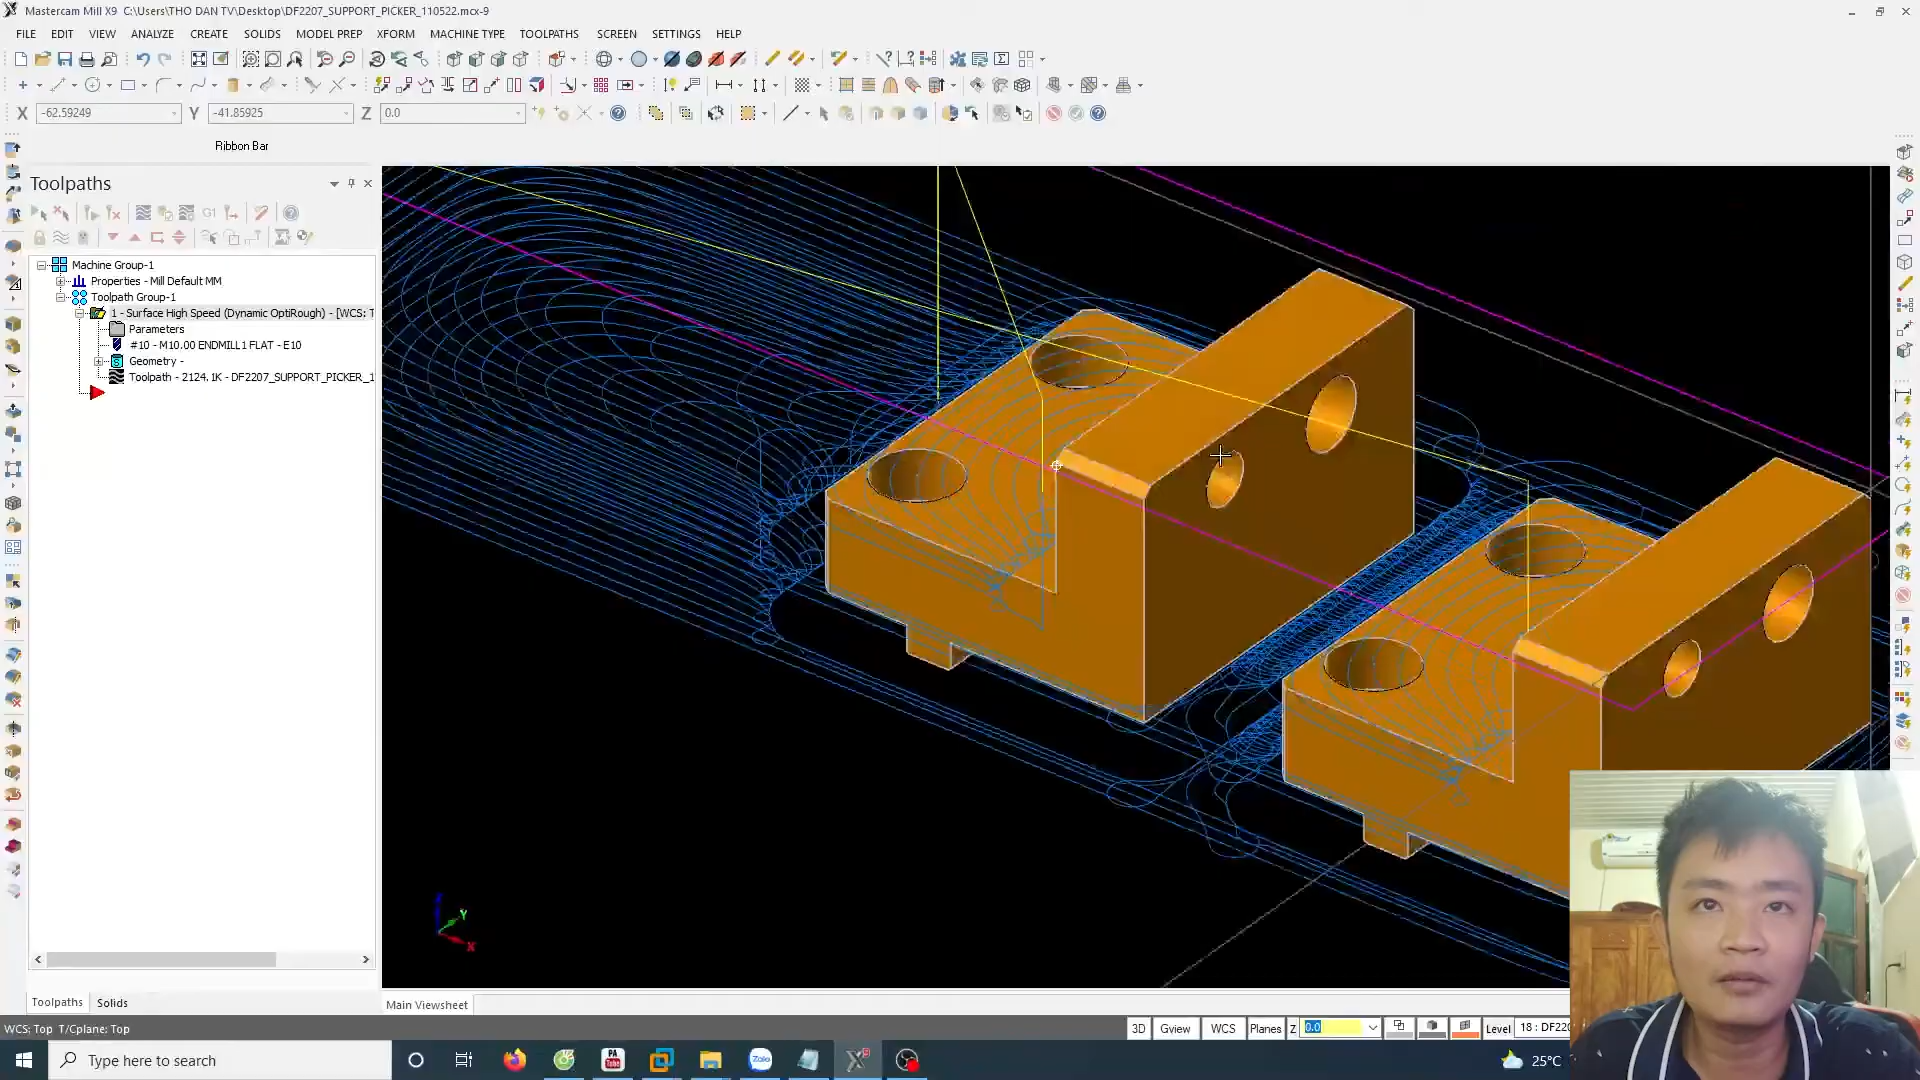 Mastercam Mill X9 C:\Users\THO DAN TV\Desktop\DF2207_SUPPORT_PICKER_110522.mcx-9
FILE EDIT VIEW ANALYZE CREATE SOLIDS MODEL PREP XFORM MACHINE TYPE TOOLPATHS SCREEN SETTINGS HELP
X -62.59249 Y -41.85925 Z 0.0
Ribbon Bar
Toolpaths
G1
Machine Group-1
Properties - Mill Default MM
Toolpath Group-1
1 - Surface High Speed (Dynamic OptiRough) - [WCS: T
Parameters
#10 - M10.00 ENDMILL1 FLAT - E10
Geometry -
Toolpath - 2124.1K - DF2207_SUPPORT_PICKER_1
Y
X
Toolpaths Solids
Main Viewsheet
WCS: Top T/Cplane: Top
3D Gview WCS Planes Z 0.0 Level 18 : DF220
Type here to search
PA
Zalo
25°C